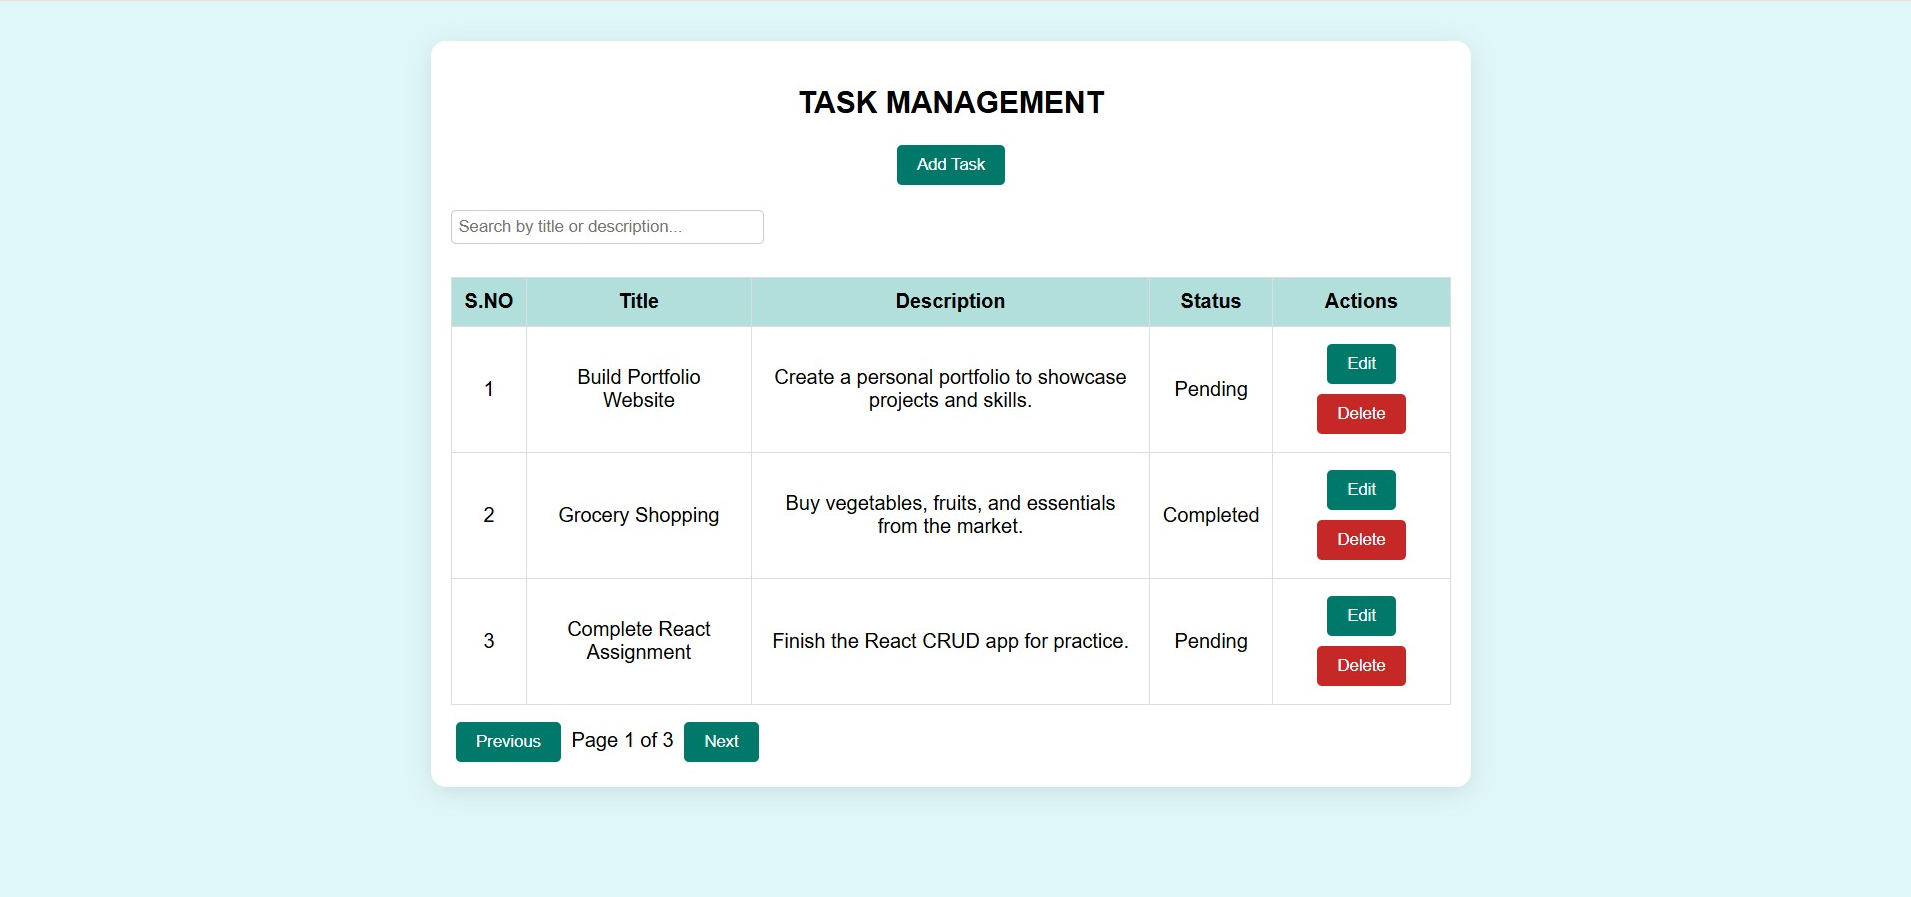 TASK MANAGEMENT
Add Task
Search by title or description...
S.NO Title Description Status Actions
1 Build Portfolio Website Create a personal portfolio to showcase projects and skills. Pending Edit Delete
2 Grocery Shopping Buy vegetables, fruits, and essentials from the market. Completed Edit Delete
3 Complete React Assignment Finish the React CRUD app for practice. Pending Edit Delete
Previous Page 1 of 3 Next